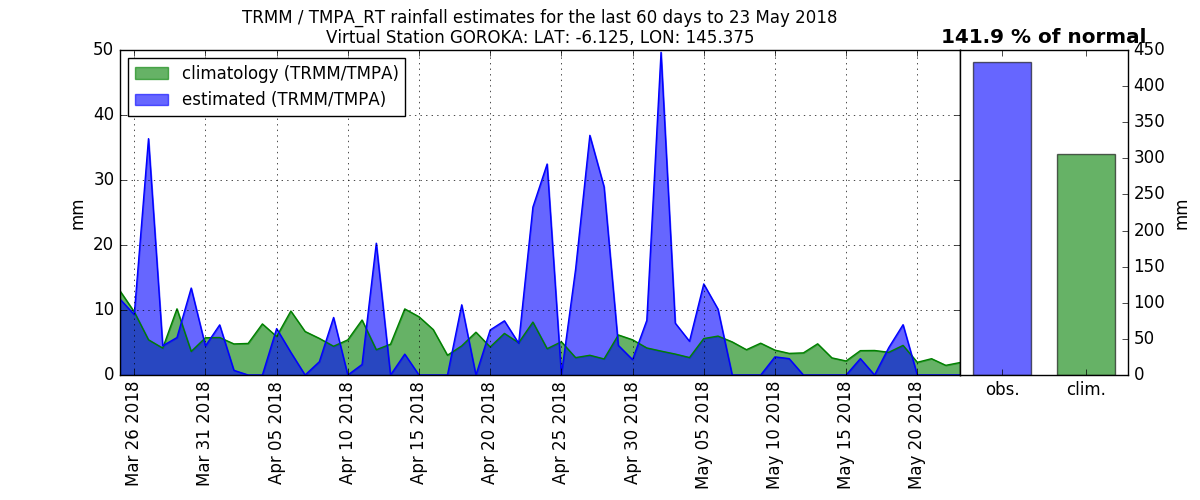 TRMM / TMPA_RT rainfall estimates for the last 60 days to 23 May 2018
Virtual Station GOROKA: LAT: -6.125, LON: 145.375
141.9 % of normal
climatology (TRMM/TMPA)
estimated (TRMM/TMPA)
50
40
30
20
10
0
mm
Mar 26 2018
Mar 31 2018
Apr 05 2018
Apr 10 2018
Apr 15 2018
Apr 20 2018
Apr 25 2018
Apr 30 2018
May 05 2018
May 10 2018
May 15 2018
May 20 2018
obs.
clim.
450
400
350
300
250
200
150
100
50
0
mm